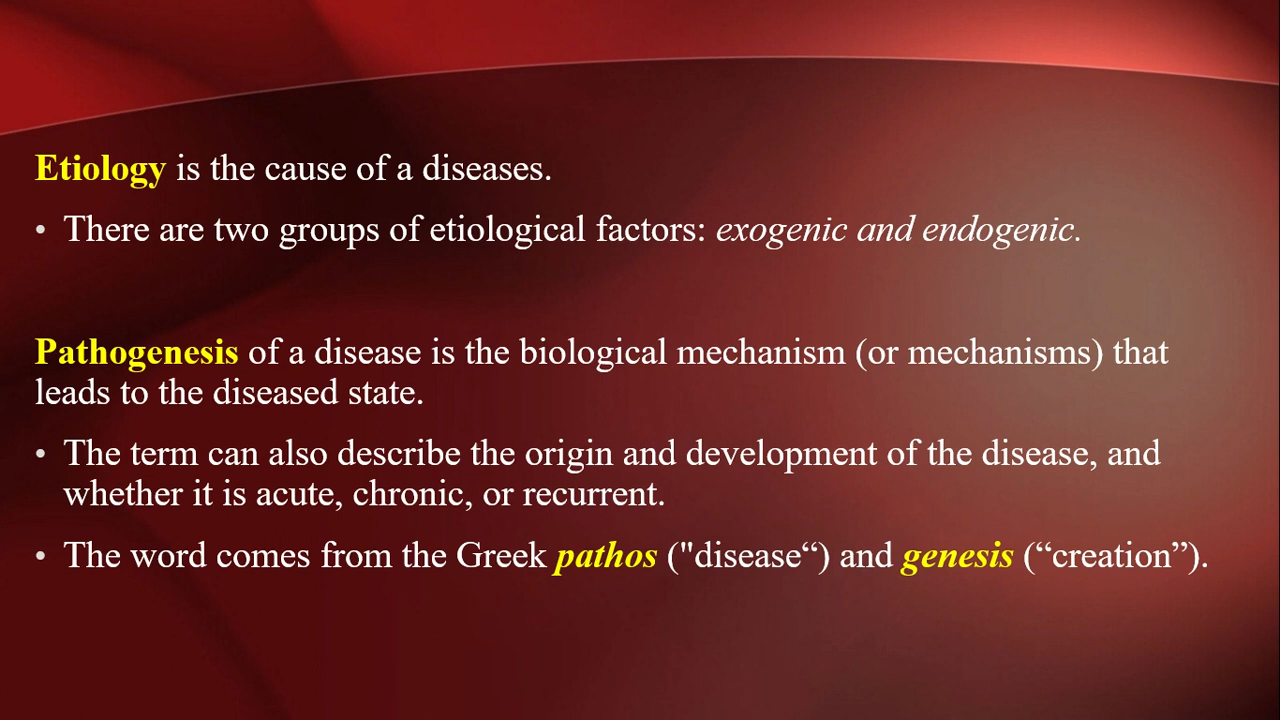 Etiology is the cause of a diseases.
• There are two groups of etiological factors: exogenic and endogenic.
Pathogenesis of a disease is the biological mechanism (or mechanisms) that
leads to the diseased state.
• The term can also describe the origin and development of the disease, and
whether it is acute, chronic, or recurrent.
• The word comes from the Greek pathos ("disease“) and genesis (“creation”).